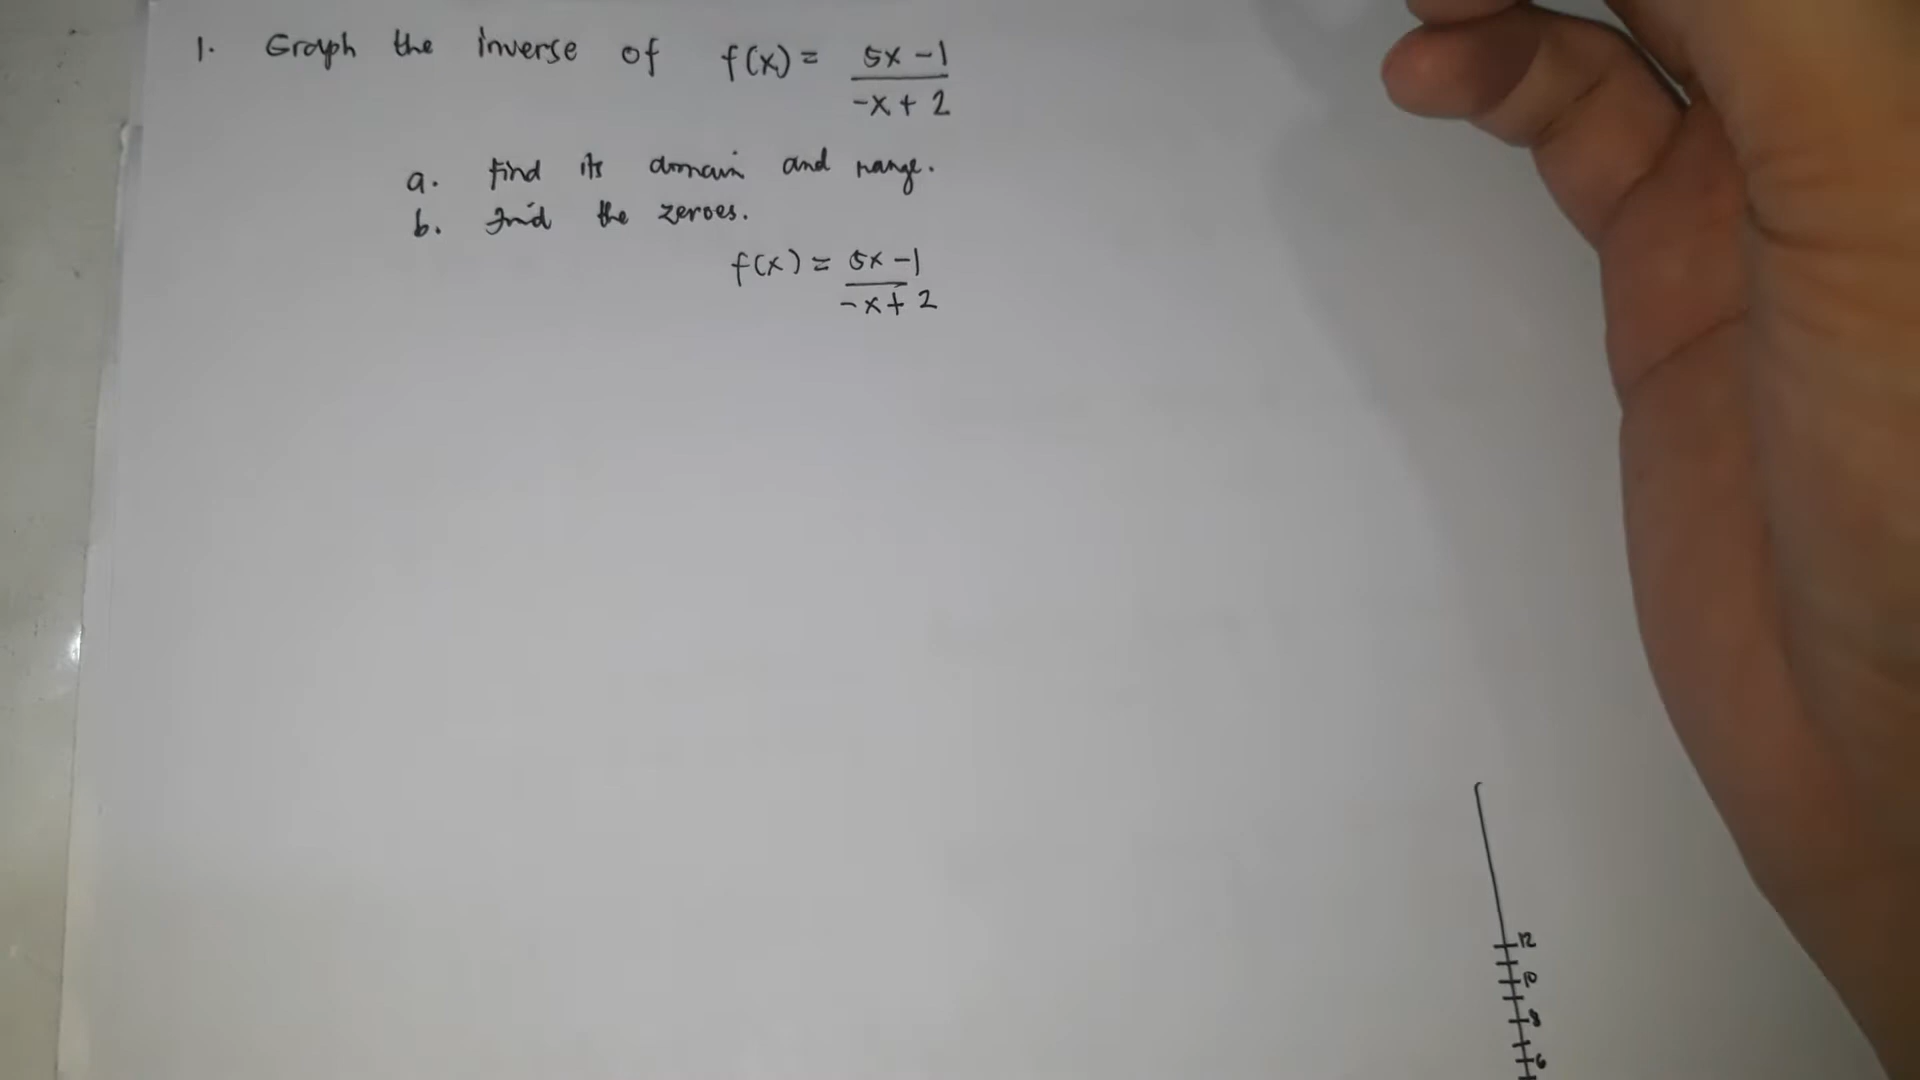 1. Graph the inverse of f(x) = 5x - 1 / -x + 2
a. find its domain and range.
b. find the zeroes.
f(x) = 5x - 1 / -x + 2
12
10
8
6